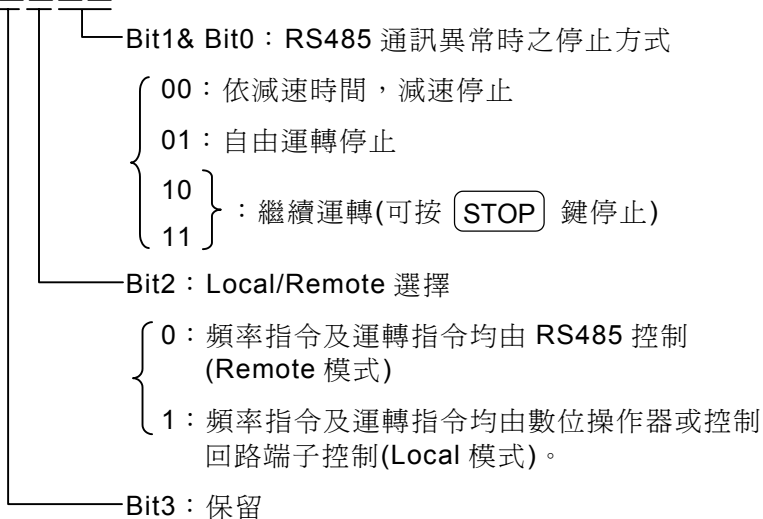 Bit1& Bit0：RS485 通訊異常時之停止方式
00：依減速時間，減速停止
01：自由運轉停止
10
：繼續運轉(可按 STOP 鍵停止)
11
Bit2：Local/Remote 選擇
0：頻率指令及運轉指令均由 RS485 控制
(Remote 模式)
1：頻率指令及運轉指令均由數位操作器或控制
回路端子控制(Local 模式)。
Bit3：保留